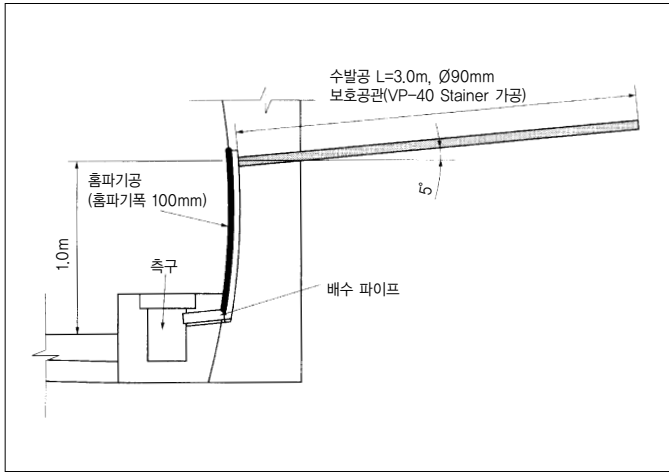 수발공 L=3.0m, Ø90mm
보호공관(VP-40 Stainer 가공)
5°
홈파기공
(홈파기폭 100mm)
1.0m
측구
배수 파이프